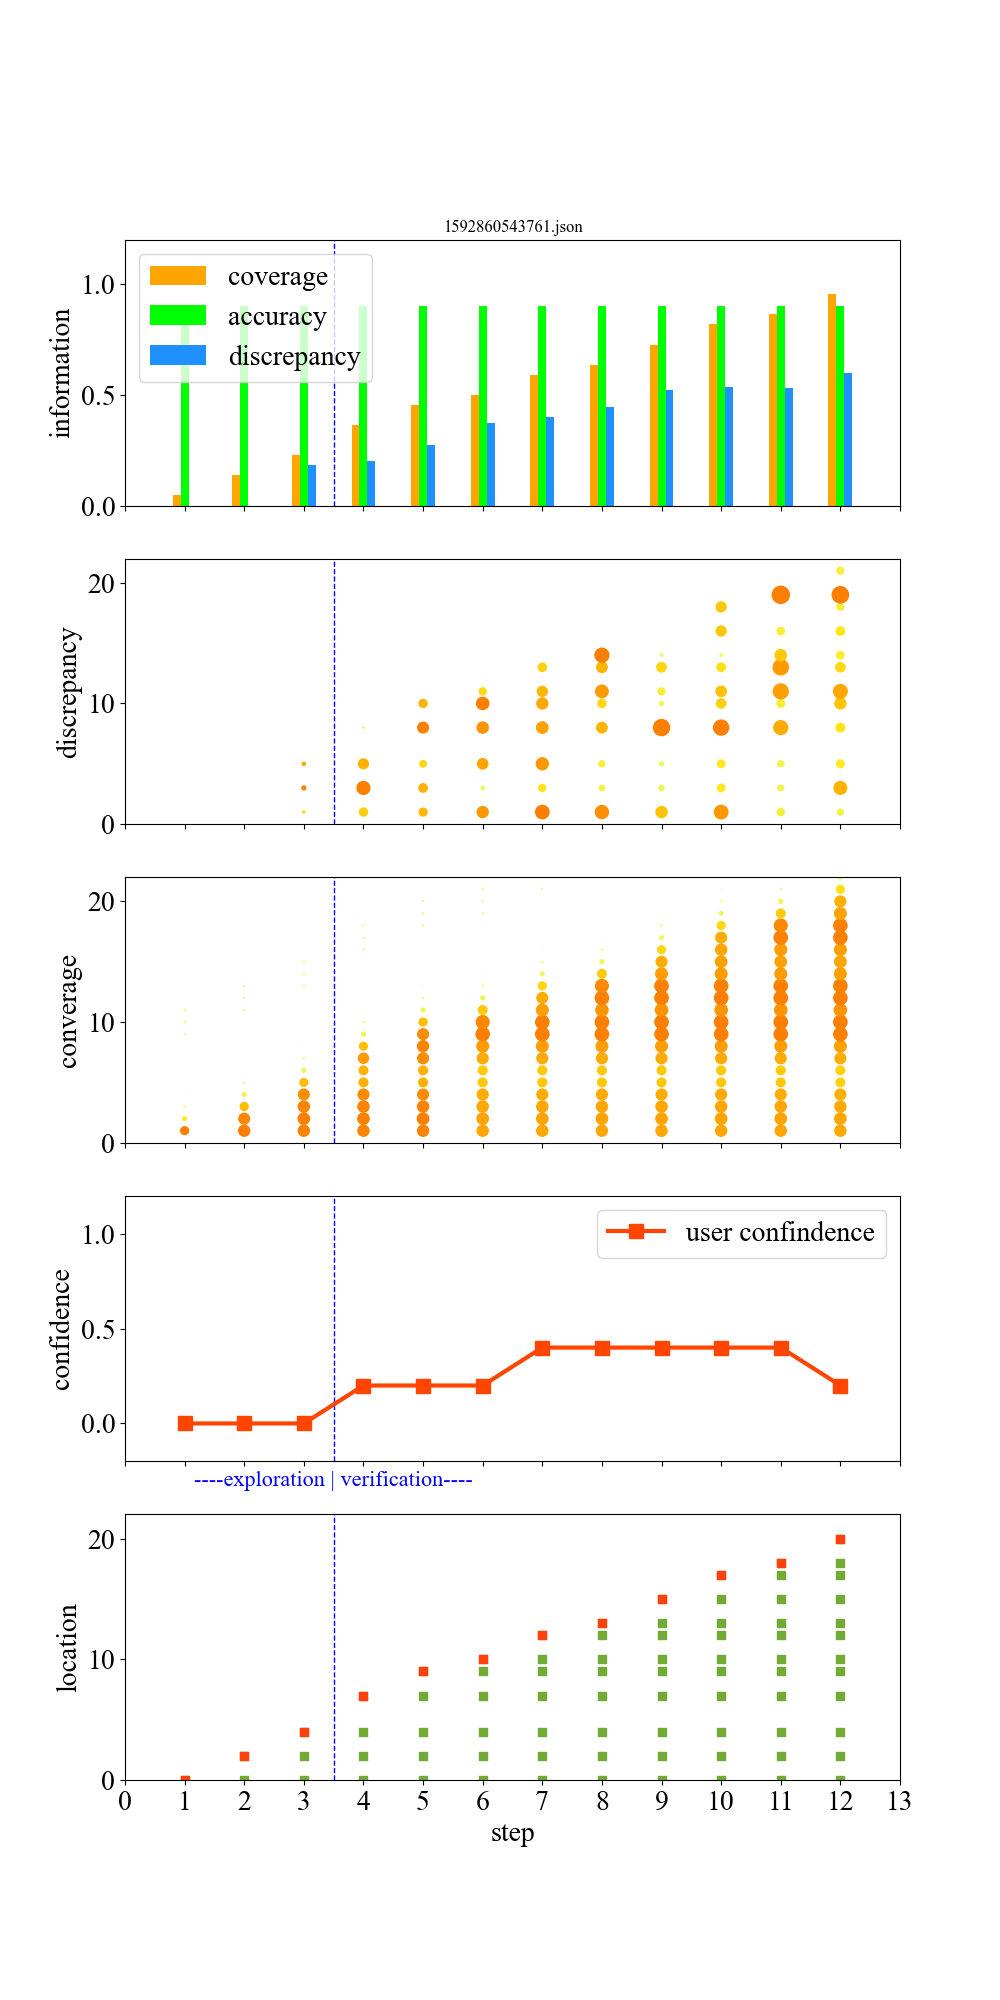 1592860543761.json
coverage
accuracy
discrepancy
1.0
0.5
0.0
information
20
10
0
discrepancy
20
10
0
converage
user confindence
1.0
0.5
0.0
confidence
----exploration | verification----
20
10
0
location
0 1 2 3 4 5 6 7 8 9 10 11 12 13
step